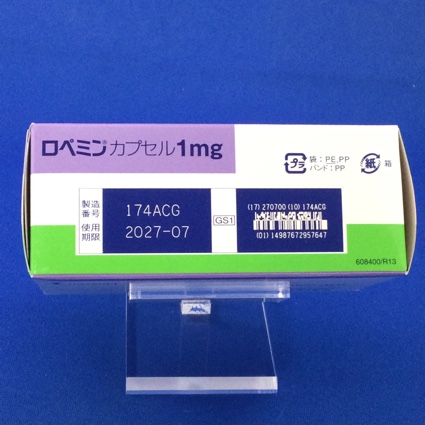 ロペミン®カプセル1mg
プラ
袋：PE,PP
バンド：PP
紙
箱
製造番号 174ACG
使用期限 2027-07
GS1
(17) 270700 (10) 174ACG
(01) 14987672957647
608400/R13